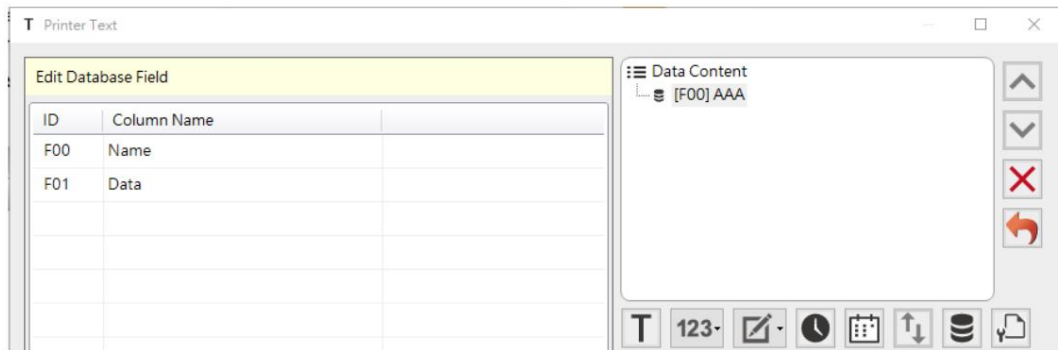 T Printer Text
Edit Database Field
ID Column Name
F00 Name
F01 Data
Data Content
[F00] AAA
T 123